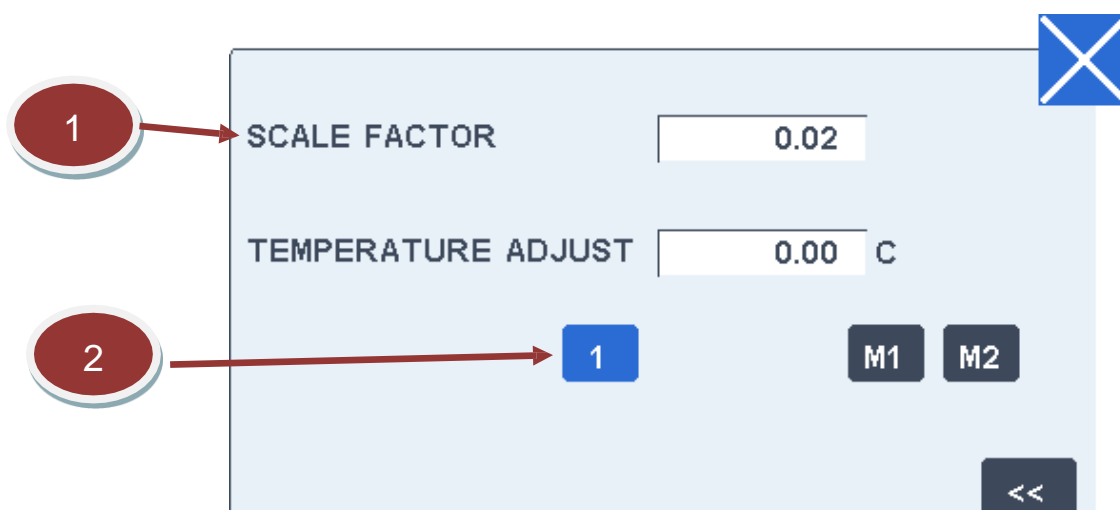 1 SCALE FACTOR 0.02
TEMPERATURE ADJUST 0.00 C
2 1 M1 M2
<<